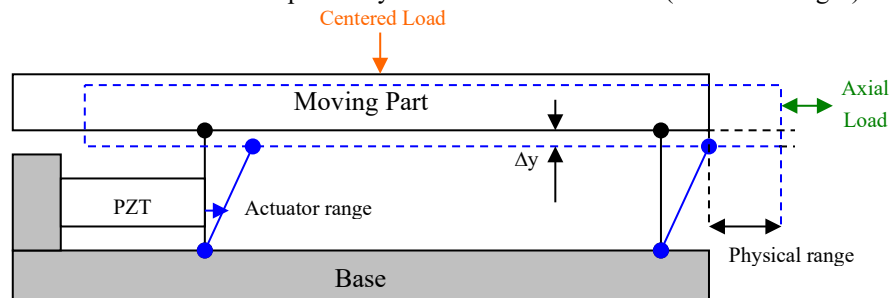 Centered Load
Moving Part
Axial
Load
Δy
PZT
Actuator range
Physical range
Base